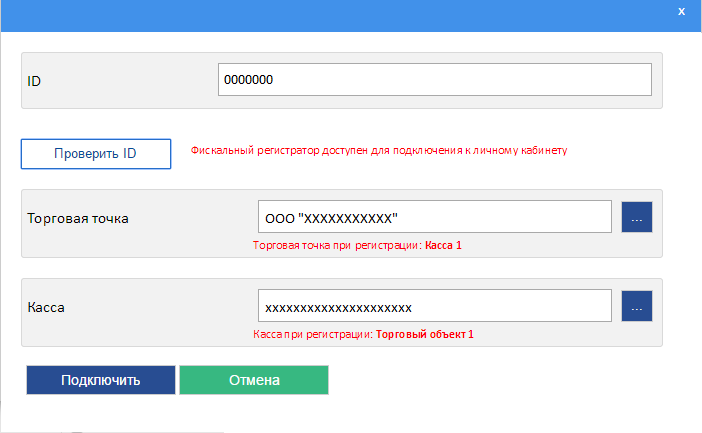 x
ID
0000000
Проверить ID
Фискальный регистратор доступен для подключения к личному кабинету
Торговая точка
ООО "XXXXXXXXXXX"
...
Торговая точка при регистрации: Касса 1
Касса
xxxxxxxxxxxxxxxxxxxxx
...
Касса при регистрации: Торговый объект 1
Подключить
Отмена